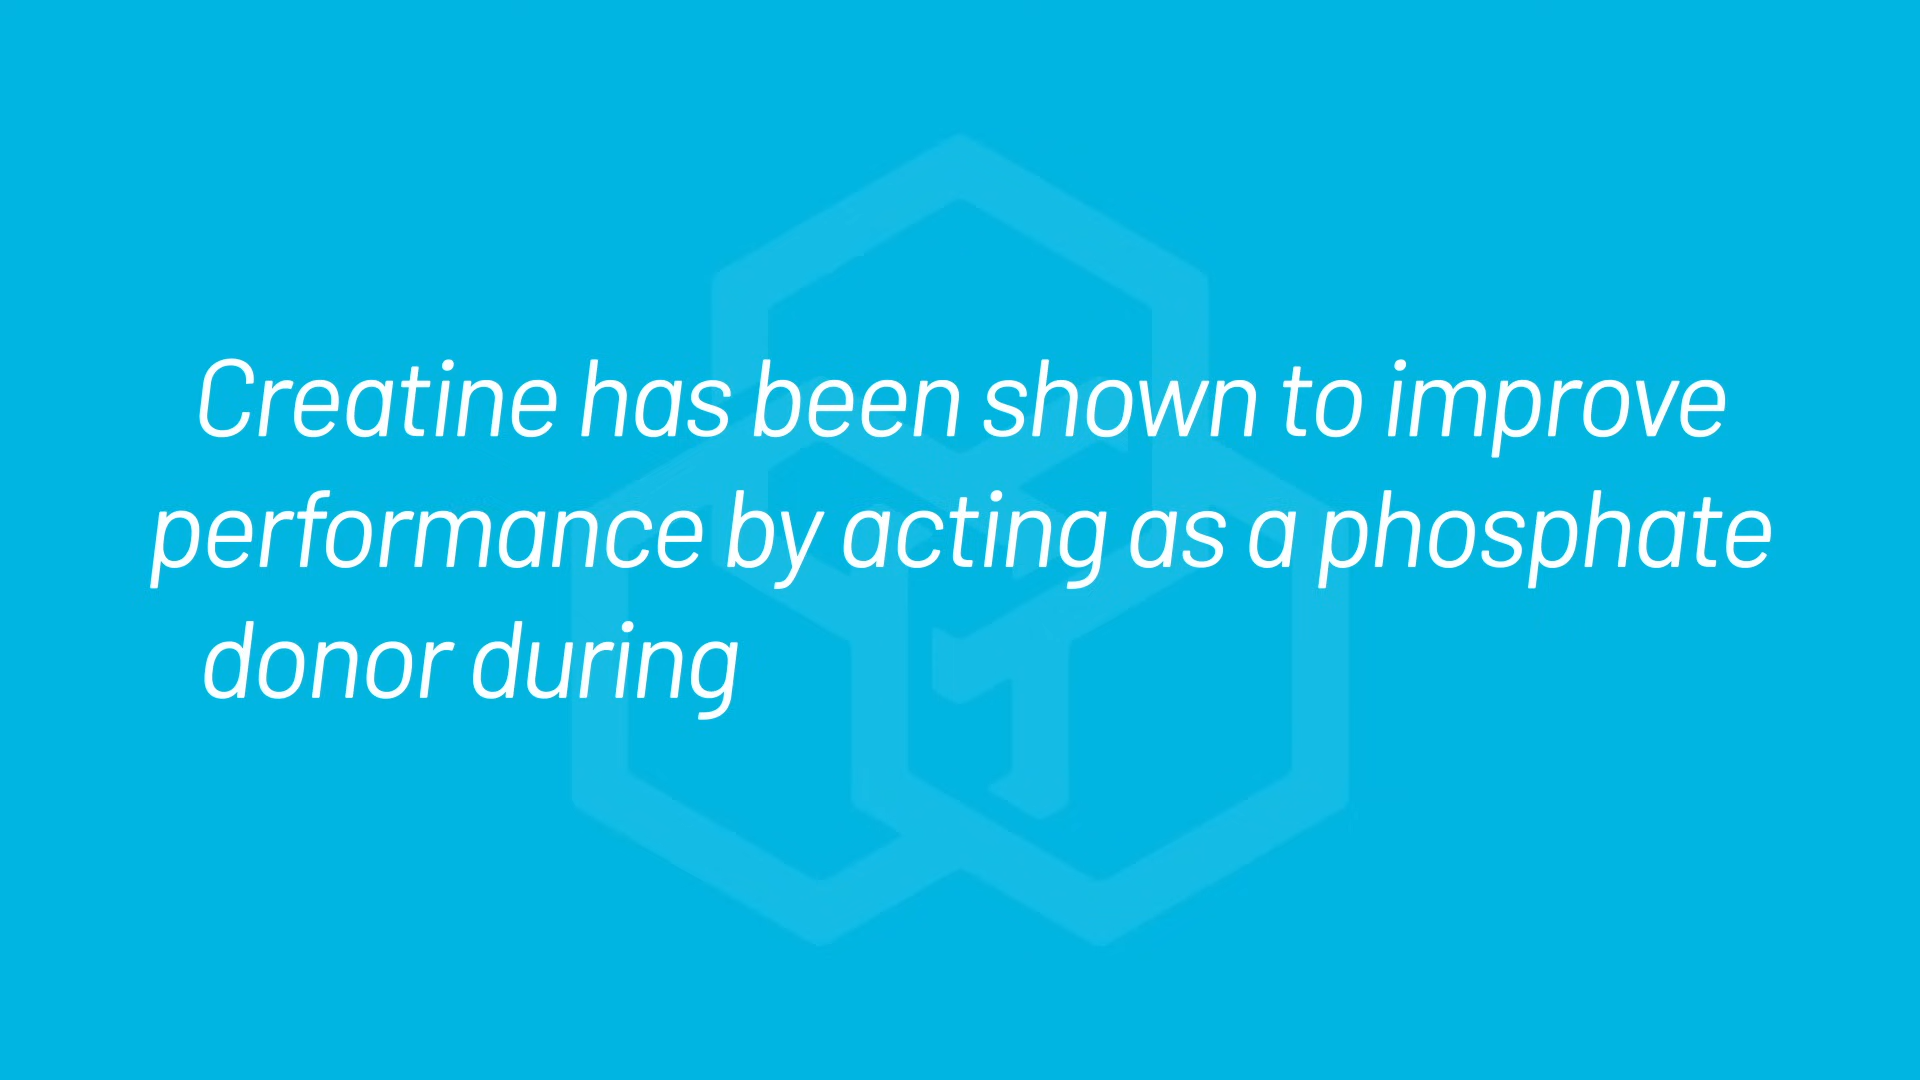 Creatine has been shown to improve
performance by acting as a phosphate
donor during